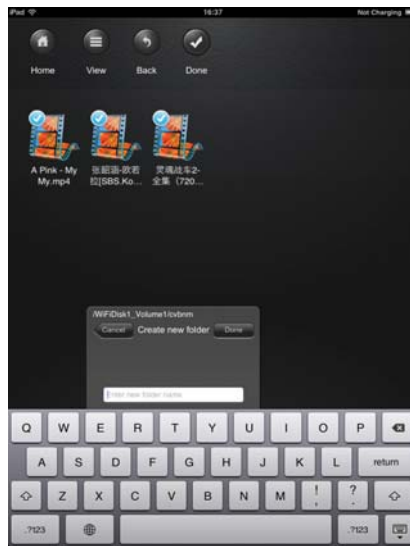 iPad
16:37
Not Charging
Home
View
Back
Done
A Pink - My
My.mp4
张韶涵-欧若
拉[SBS.Ko...
灵魂战车2-
全集（720...
/WiFiDisk1_Volume1/cvbnm
Cancel
Create new folder
Done
Enter new folder name
Q W E R T Y U I O P
A S D F G H J K L return
Z X C V B N M ! , ? .
.?123 .?123